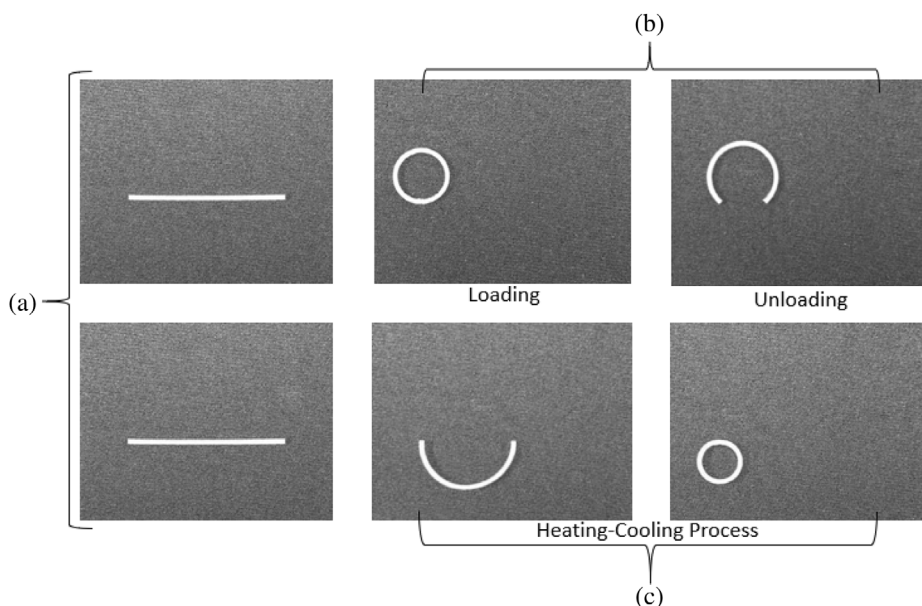 (b)
(a)
Loading
Unloading
Heating-Cooling Process
(c)